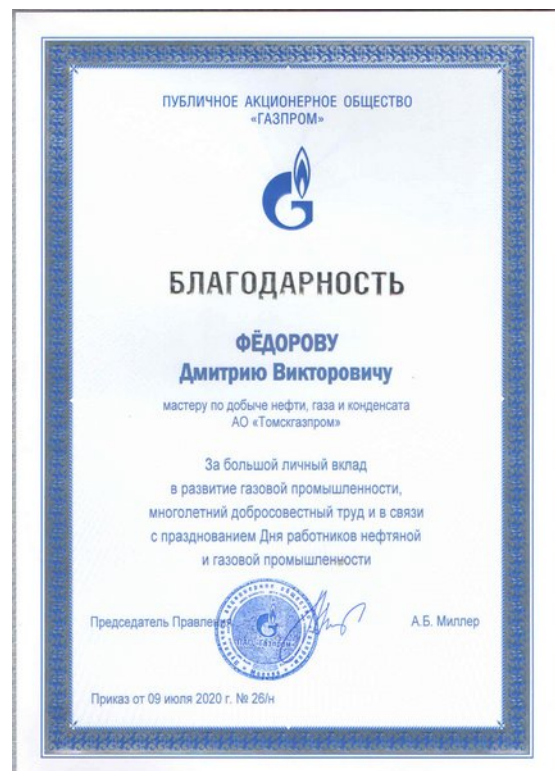 ПУБЛИЧНОЕ АКЦИОНЕРНОЕ ОБЩЕСТВО
«ГАЗПРОМ»
БЛАГОДАРНОСТЬ
ФЁДОРОВУ
Дмитрию Викторовичу
мастеру по добыче нефти, газа и конденсата
АО «Томскгазпром»
За большой личный вклад
в развитие газовой промышленности,
многолетний добросовестный труд и в связи
с празднованием Дня работников нефтяной
и газовой промышленности
Председатель Правления
А.Б. Миллер
Приказ от 09 июля 2020 г. № 26/н